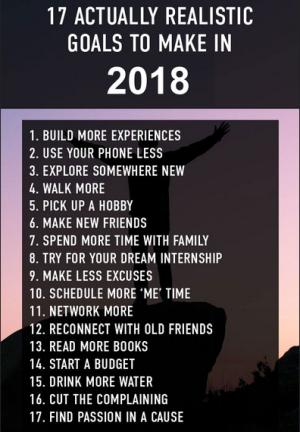 17 ACTUALLY REALISTIC
GOALS TO MAKE IN
2018
1. BUILD MORE EXPERIENCES
2. USE YOUR PHONE LESS
3. EXPLORE SOMEWHERE NEW
4. WALK MORE
5. PICK UP A HOBBY
6. MAKE NEW FRIENDS
7. SPEND MORE TIME WITH FAMILY
8. TRY FOR YOUR DREAM INTERNSHIP
9. MAKE LESS EXCUSES
10. SCHEDULE MORE 'ME' TIME
11. NETWORK MORE
12. RECONNECT WITH OLD FRIENDS
13. READ MORE BOOKS
14. START A BUDGET
15. DRINK MORE WATER
16. CUT THE COMPLAINING
17. FIND PASSION IN A CAUSE